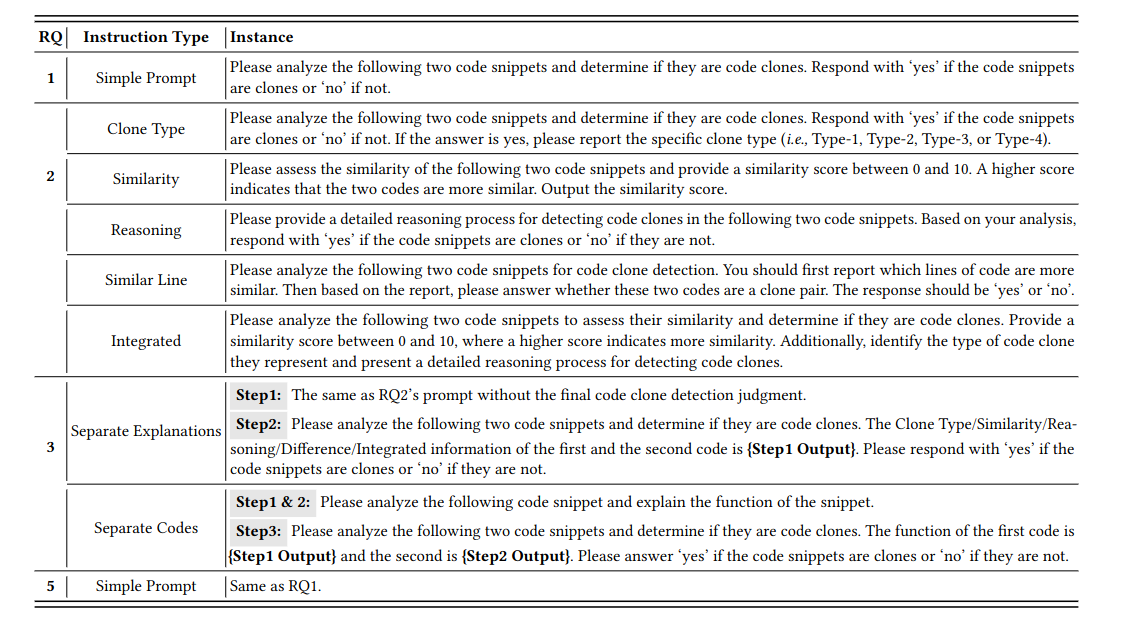 RQ Instruction Type Instance
1 Simple Prompt Please analyze the following two code snippets and determine if they are code clones. Respond with ‘yes’ if the code snippets
are clones or ‘no’ if not.
2
Clone Type Please analyze the following two code snippets and determine if they are code clones. Respond with ‘yes’ if the code snippets
are clones or ‘no’ if not. If the answer is yes, please report the specific clone type (i.e., Type-1, Type-2, Type-3, or Type-4).
Similarity Please assess the similarity of the following two code snippets and provide a similarity score between 0 and 10. A higher score
indicates that the two codes are more similar. Output the similarity score.
Reasoning Please provide a detailed reasoning process for detecting code clones in the following two code snippets. Based on your analysis,
respond with ‘yes’ if the code snippets are clones or ‘no’ if they are not.
Similar Line Please analyze the following two code snippets for code clone detection. You should first report which lines of code are more
similar. Then based on the report, please answer whether these two codes are a clone pair. The response should be ‘yes’ or ‘no’.
Integrated Please analyze the following two code snippets to assess their similarity and determine if they are code clones. Provide a
similarity score between 0 and 10, where a higher score indicates more similarity. Additionally, identify the type of code clone
they represent and present a detailed reasoning process for detecting code clones.
3
Separate Explanations Step1: The same as RQ2’s prompt without the final code clone detection judgment.
Step2: Please analyze the following two code snippets and determine if they are code clones. The Clone Type/Similarity/Rea-
soning/Difference/Integrated information of the first and the second code is {Step1 Output}. Please respond with ‘yes’ if the
code snippets are clones or ‘no’ if they are not.
Separate Codes Step1 & 2: Please analyze the following code snippet and explain the function of the snippet.
Step3: Please analyze the following two code snippets and determine if they are code clones. The function of the first code is
{Step1 Output} and the second is {Step2 Output}. Please answer ‘yes’ if the code snippets are clones or ‘no’ if they are not.
5 Simple Prompt Same as RQ1.